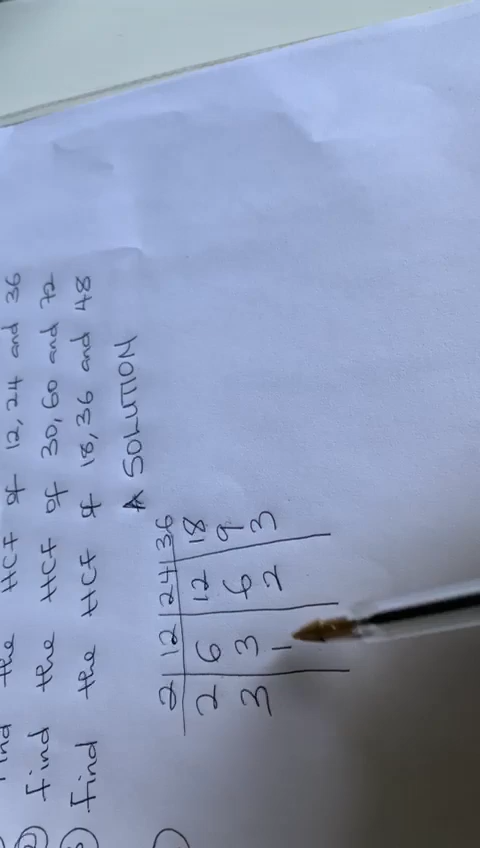 Find the HCF of 12, 24 and 36
② Find the HCF of 30, 60 and 72
Find the HCF of 18, 36 and 48
A SOLUTION
2 12 24 36
2 6 12 18
3 3 6 9
1 2 3